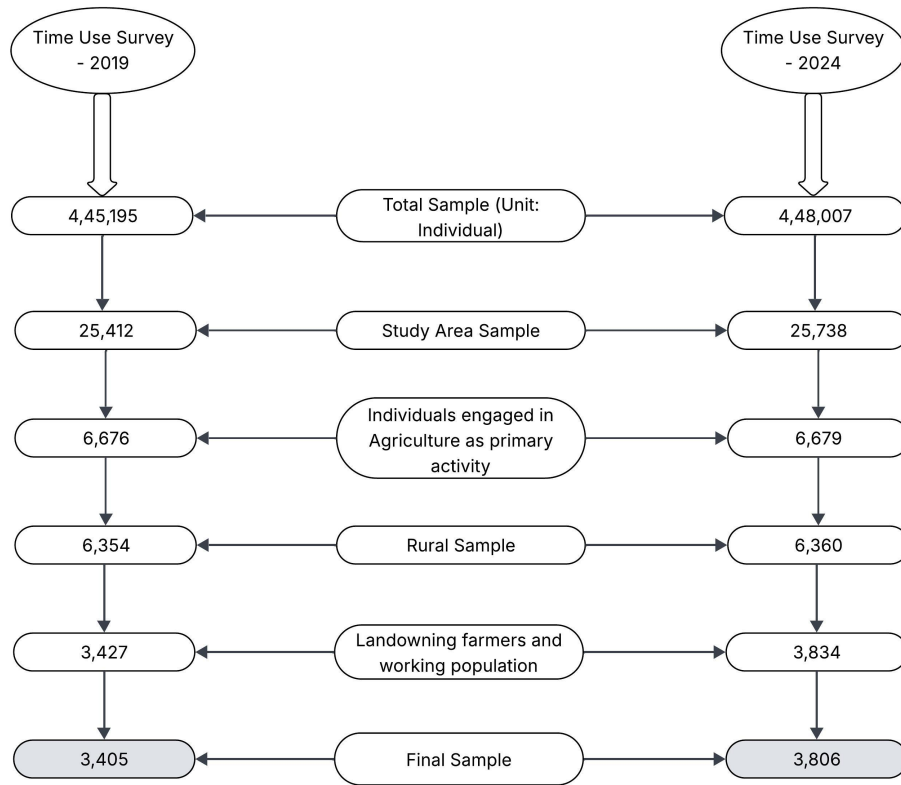 Time Use Survey
- 2019
Time Use Survey
- 2024
4,45,195
Total Sample (Unit:
Individual)
4,48,007
25,412
Study Area Sample
25,738
6,676
Individuals engaged in
Agriculture as primary
activity
6,679
6,354
Rural Sample
6,360
3,427
Landowning farmers and
working population
3,834
3,405
Final Sample
3,806